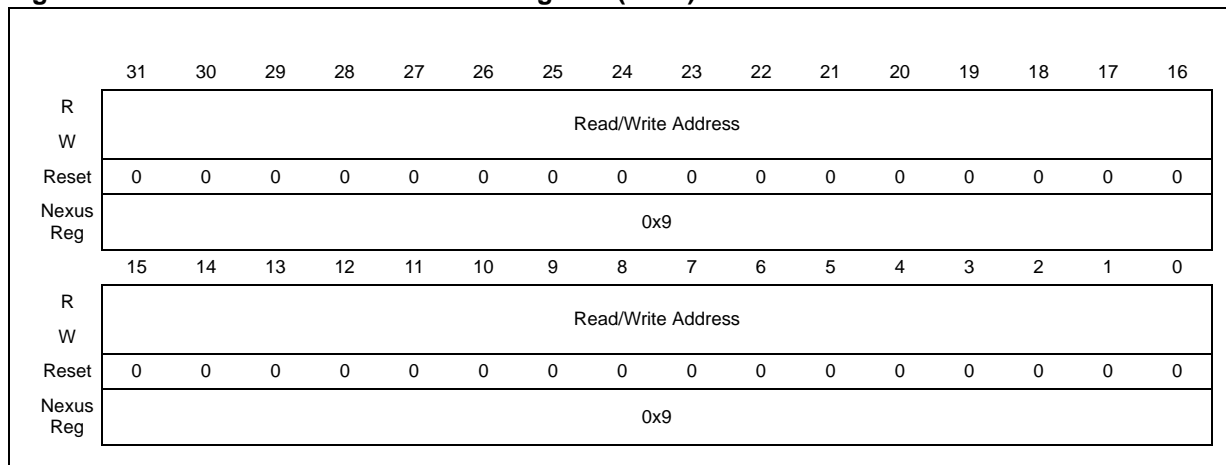 31 30 29 28 27 26 25 24 23 22 21 20 19 18 17 16
R
Read/Write Address
W
Reset 0 0 0 0 0 0 0 0 0 0 0 0 0 0 0 0
Nexus
Reg
0x9
15 14 13 12 11 10 9 8 7 6 5 4 3 2 1 0
R
Read/Write Address
W
Reset 0 0 0 0 0 0 0 0 0 0 0 0 0 0 0 0
Nexus
Reg
0x9